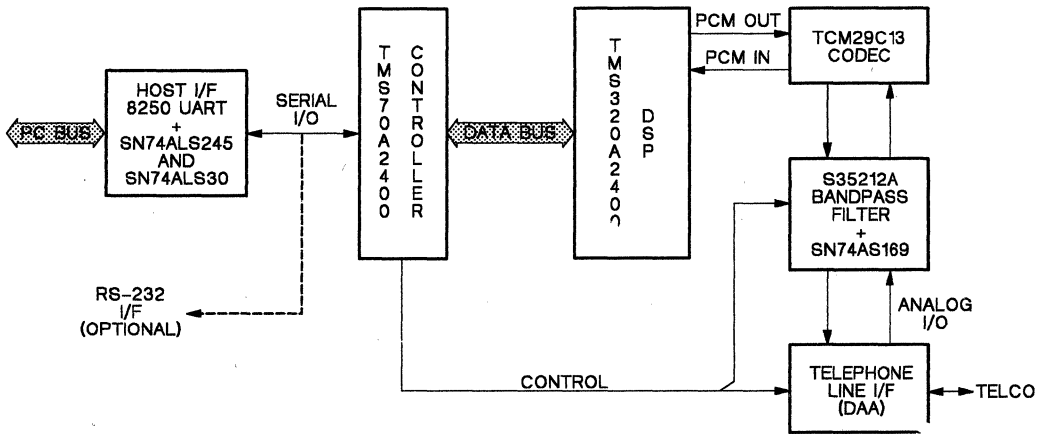 PC BUS
HOST I/F
8250 UART
+
SN74ALS245
AND
SN74ALS30
SERIAL
I/O
RS-232
I/F
(OPTIONAL)
TMS70A2400
CONTROLLER
DATA BUS
TMS320A2400
DSP
PCM OUT
PCM IN
TCM29C13
CODEC
S35212A
BANDPASS
FILTER
+
SN74AS169
ANALOG
I/O
CONTROL
TELEPHONE
LINE I/F
(DAA)
TELCO